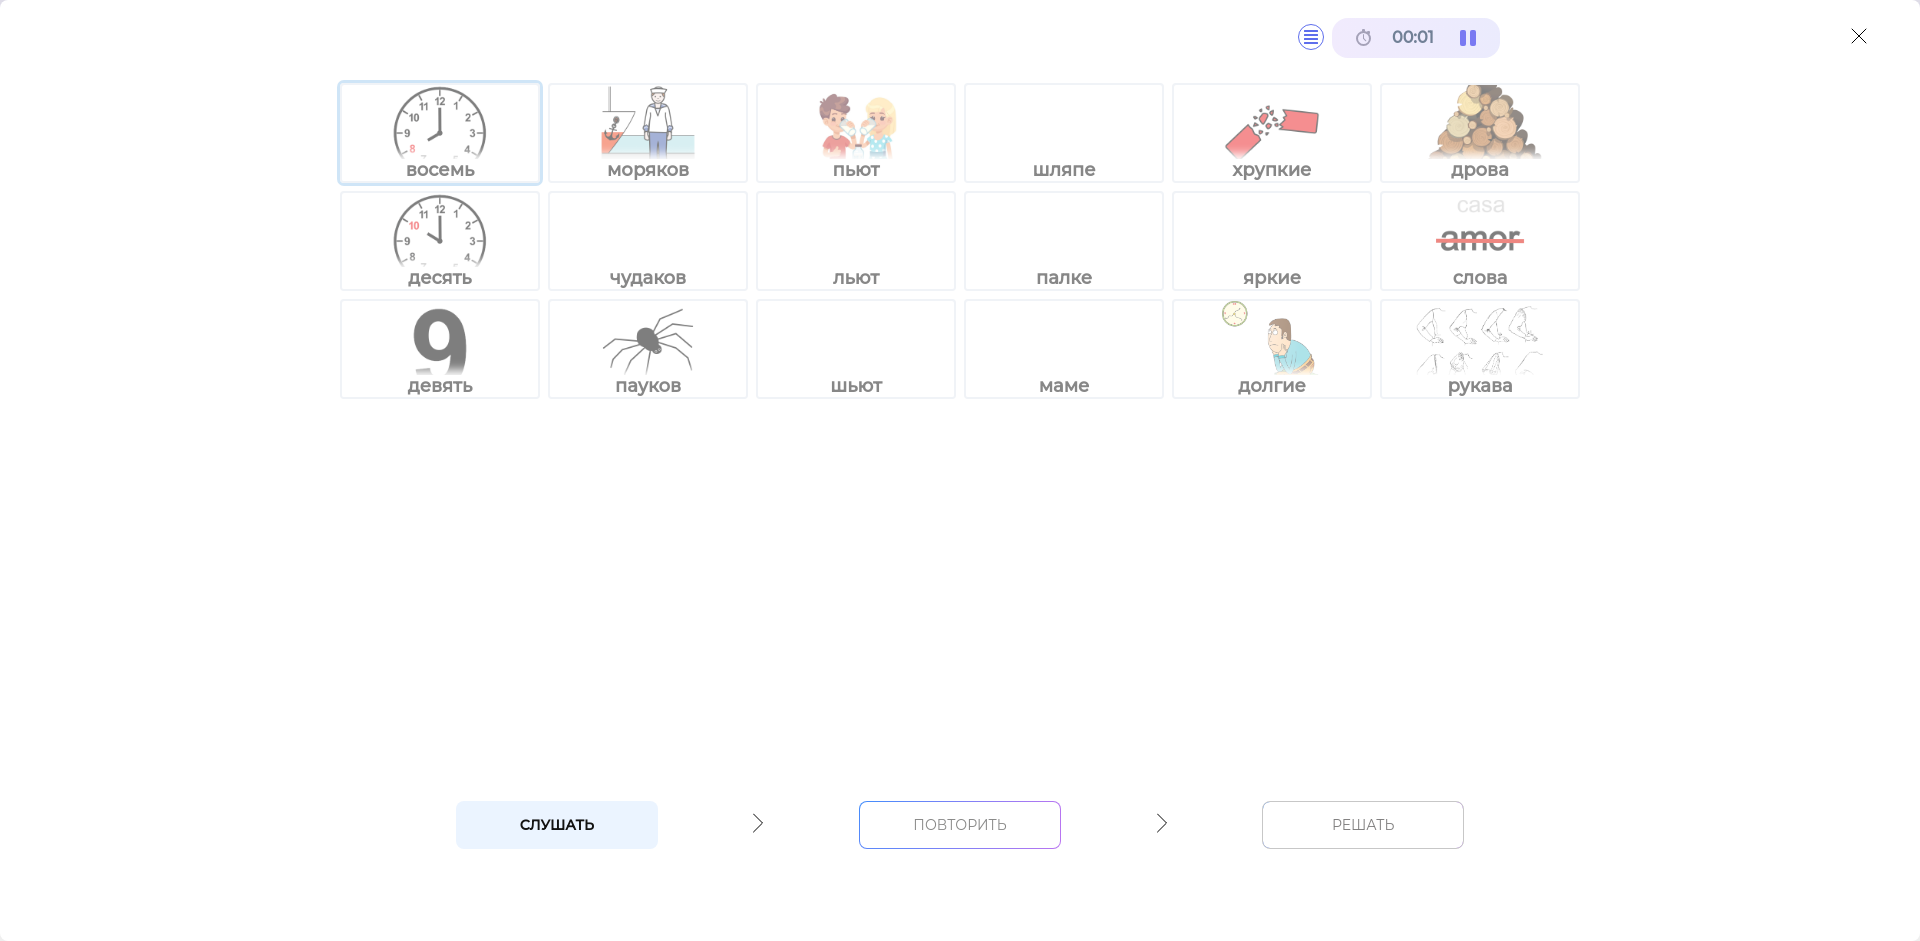 00:01
восемь
моряков
пьют
шляпе
хрупкие
дрова
десять
чудаков
льют
палке
яркие
casa
amor
слова
девять
пауков
шьют
маме
долгие
рукава
СЛУШАТЬ
ПОВТОРИТЬ
РЕШАТЬ